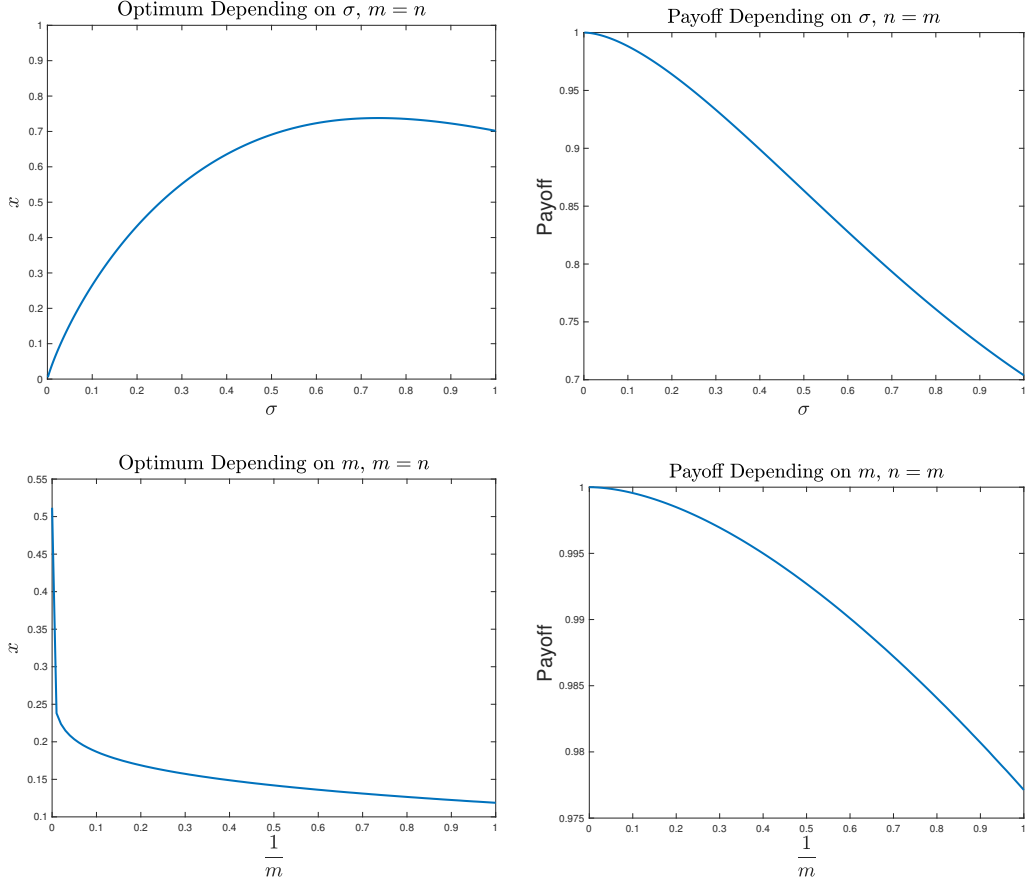 Optimum Depending on σ, m = n
1
0.9
0.8
0.7
0.6
0.5
0.4
0.3
0.2
0.1
0
x
0 0.1 0.2 0.3 0.4 0.5 0.6 0.7 0.8 0.9 1
σ
Payoff Depending on σ, n = m
1
0.95
0.9
0.85
0.8
0.75
0.7
Payoff
0 0.1 0.2 0.3 0.4 0.5 0.6 0.7 0.8 0.9 1
σ
Optimum Depending on m, m = n
0.55
0.5
0.45
0.4
0.35
0.3
0.25
0.2
0.15
0.1
x
0 0.1 0.2 0.3 0.4 0.5 0.6 0.7 0.8 0.9 1
1
m
Payoff Depending on m, n = m
1
0.995
0.99
0.985
0.98
0.975
Payoff
0 0.1 0.2 0.3 0.4 0.5 0.6 0.7 0.8 0.9 1
1
m